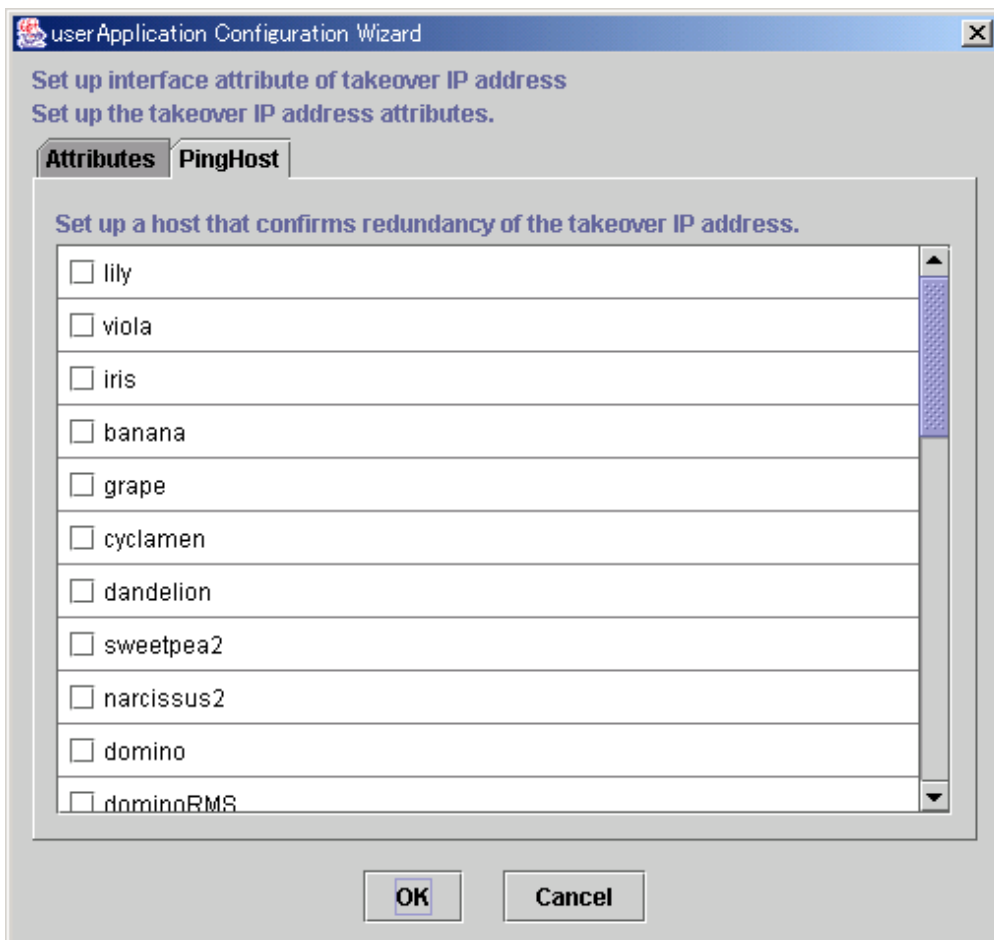 userApplication Configuration Wizard
Set up interface attribute of takeover IP address
Set up the takeover IP address attributes.
Attributes PingHost
Set up a host that confirms redundancy of the takeover IP address.
lily
viola
iris
banana
grape
cyclamen
dandelion
sweetpea2
narcissus2
domino
dominoRMS
OK Cancel